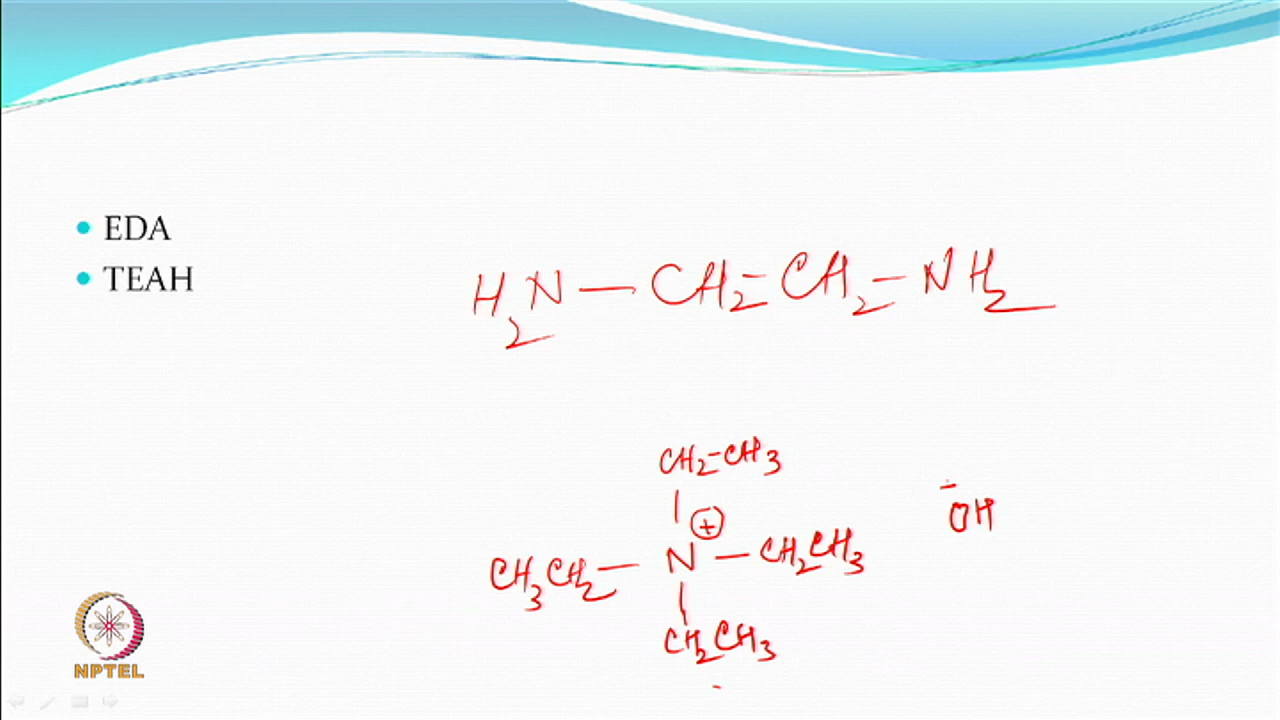 EDA
TEAH
H₂N — CH₂ – CH₂ – NH₂
CH₂–CH₃
|
⊕
CH₃CH₂ — N — CH₂CH₃
|
CH₂CH₃
⁻OH
NPTEL